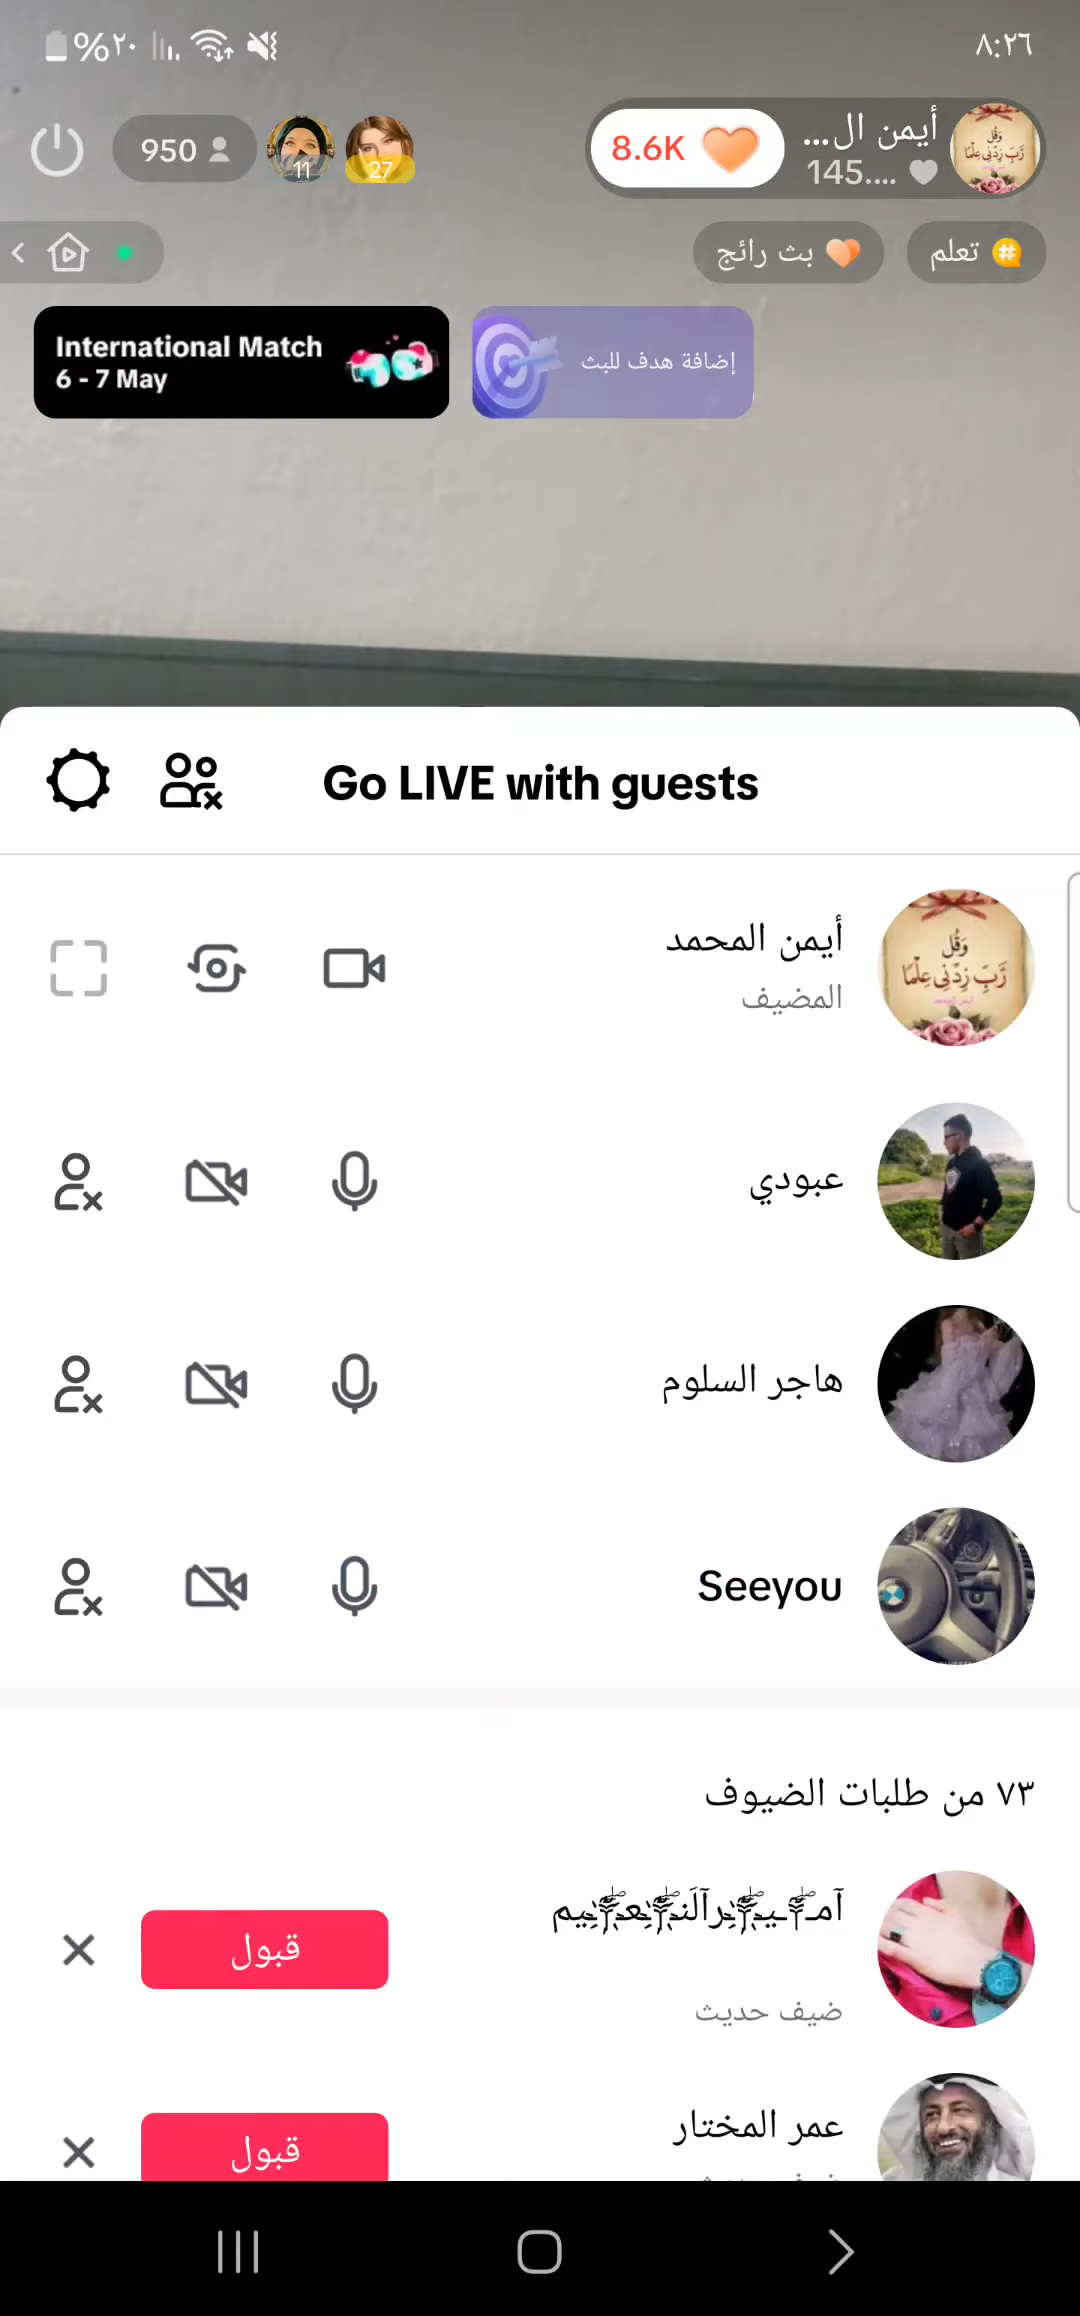 %٢٠
٨:٢٦
950
11
27
8.6K
أيمن ال...
145....
بث رائج
تعلم
International Match
6 - 7 May
إضافة هدف للبث
Go LIVE with guests
أيمن المحمد
المضيف
وَقُل
رَّبِّ زِدْنِي عِلْمًا
عبودي
هاجر السلوم
Seeyou
٧٣ من طلبات الضيوف
قبول
ضيف حديث
عمر المختار
قبول